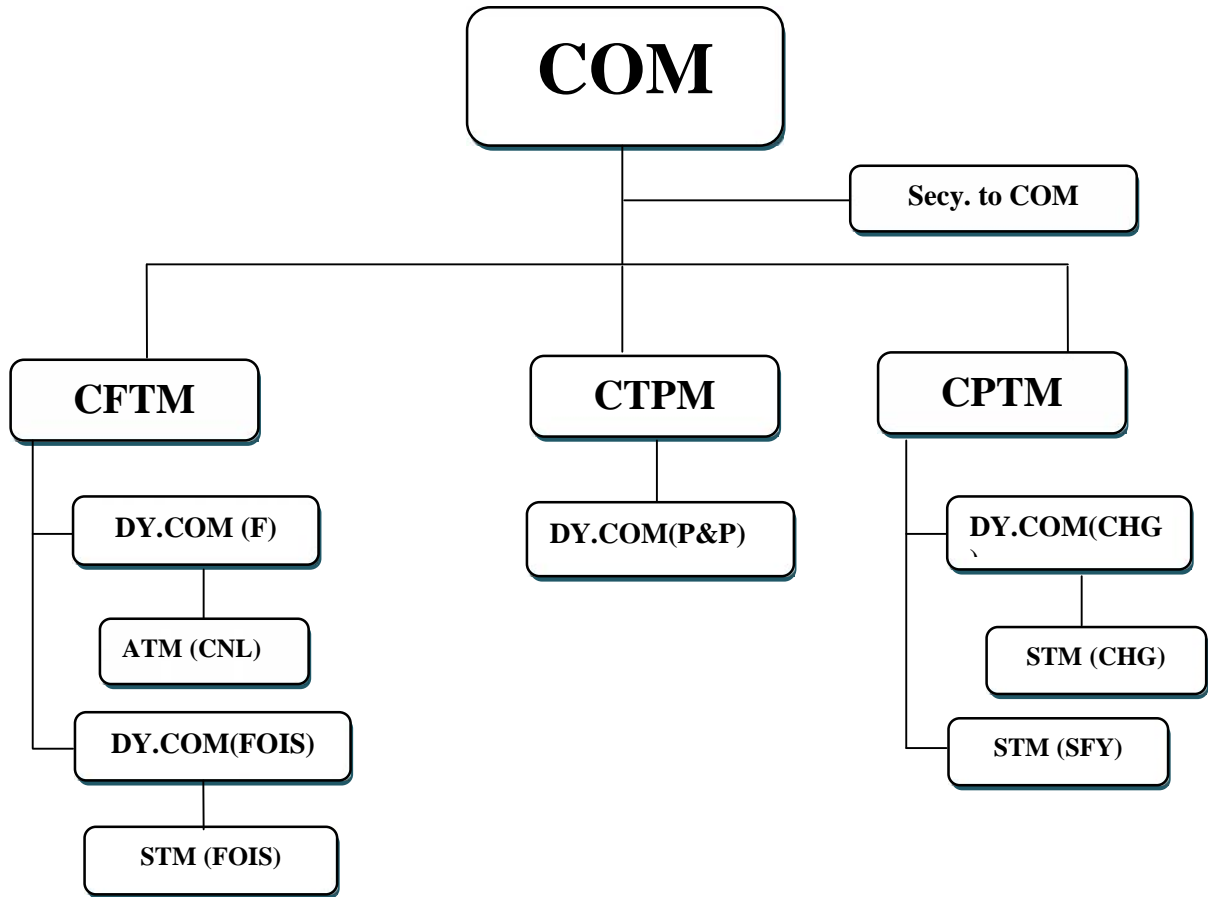 COM
Secy. to COM
CFTM
CTPM
CPTM
DY.COM (F)
ATM (CNL)
DY.COM(FOIS)
STM (FOIS)
DY.COM(P&P)
DY.COM(CHG
)
STM (CHG)
STM (SFY)